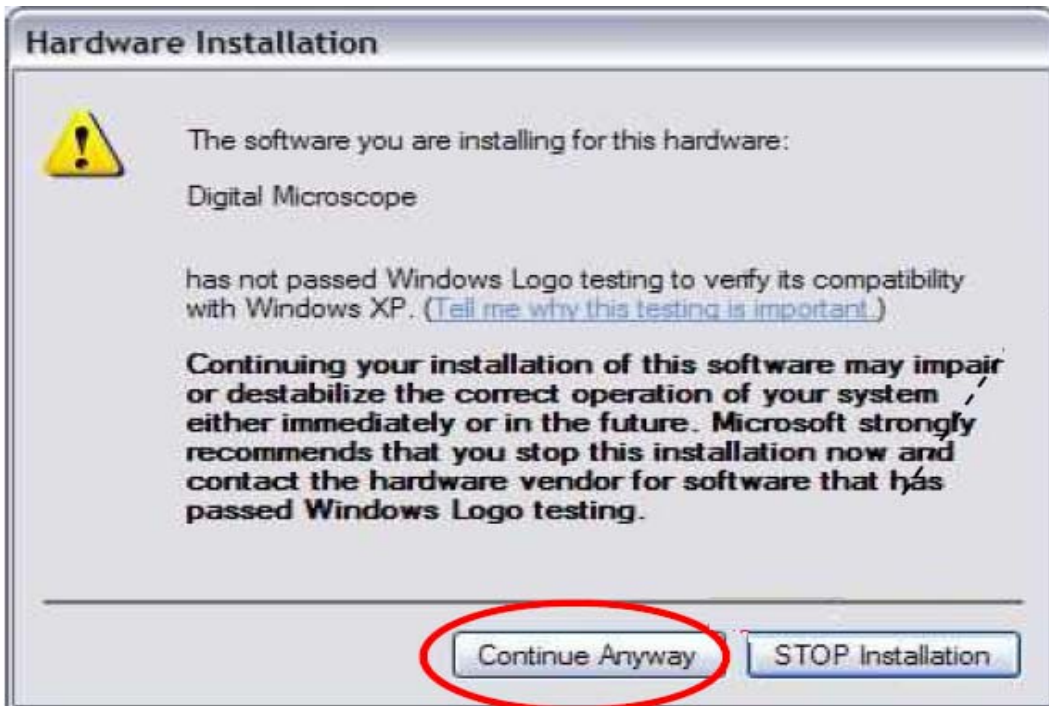 Hardware Installation
The software you are installing for this hardware:
Digital Microscope
has not passed Windows Logo testing to verify its compatibility
with Windows XP. (Tell me why this testing is important.)
Continuing your installation of this software may impair
or destabilize the correct operation of your system
either immediately or in the future. Microsoft strongly
recommends that you stop this installation now and
contact the hardware vendor for software that has
passed Windows Logo testing.
Continue Anyway
STOP Installation